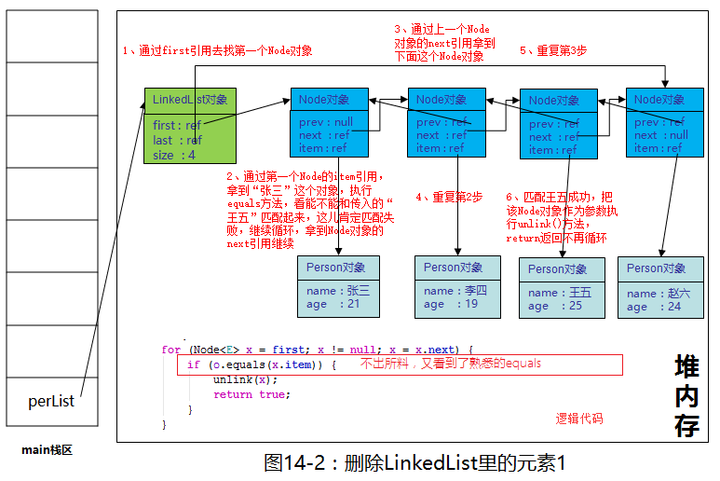 1、通过first引用去找第一个Node对象
3、通过上一个Node
对象的next引用拿到
下面这个Node对象
5、重复第3步
LinkedList对象
first：ref
last ：ref
size ：4
Node对象
prev：null
next ：ref
item：ref
Node对象
prev：ref
next ：ref
item：ref
Node对象
prev：ref
next ：ref
item：ref
Node对象
prev：ref
next ：null
item：ref
2、通过第一个Node的item引用，
拿到“张三”这个对象，执行
equals方法，看能不能和传入的“
王五”匹配起来，这儿肯定匹配失
败，继续循环，拿到Node对象的
next引用继续
4、重复第2步
6、匹配王五成功，把
该Node对象作为参数执
行unlink()方法，
return返回不再循环
Person对象
name：张三
age ：21
Person对象
name：李四
age ：19
Person对象
name：王五
age ：25
Person对象
name：赵六
age ：24
for (Node<E> x = first; x != null; x = x.next) {
if (o.equals(x.item)) { 不出所料，又看到了熟悉的equals
unlink(x);
return true;
}
}
逻辑代码
堆内存
perList
main栈区
图14-2：删除LinkedList里的元素1